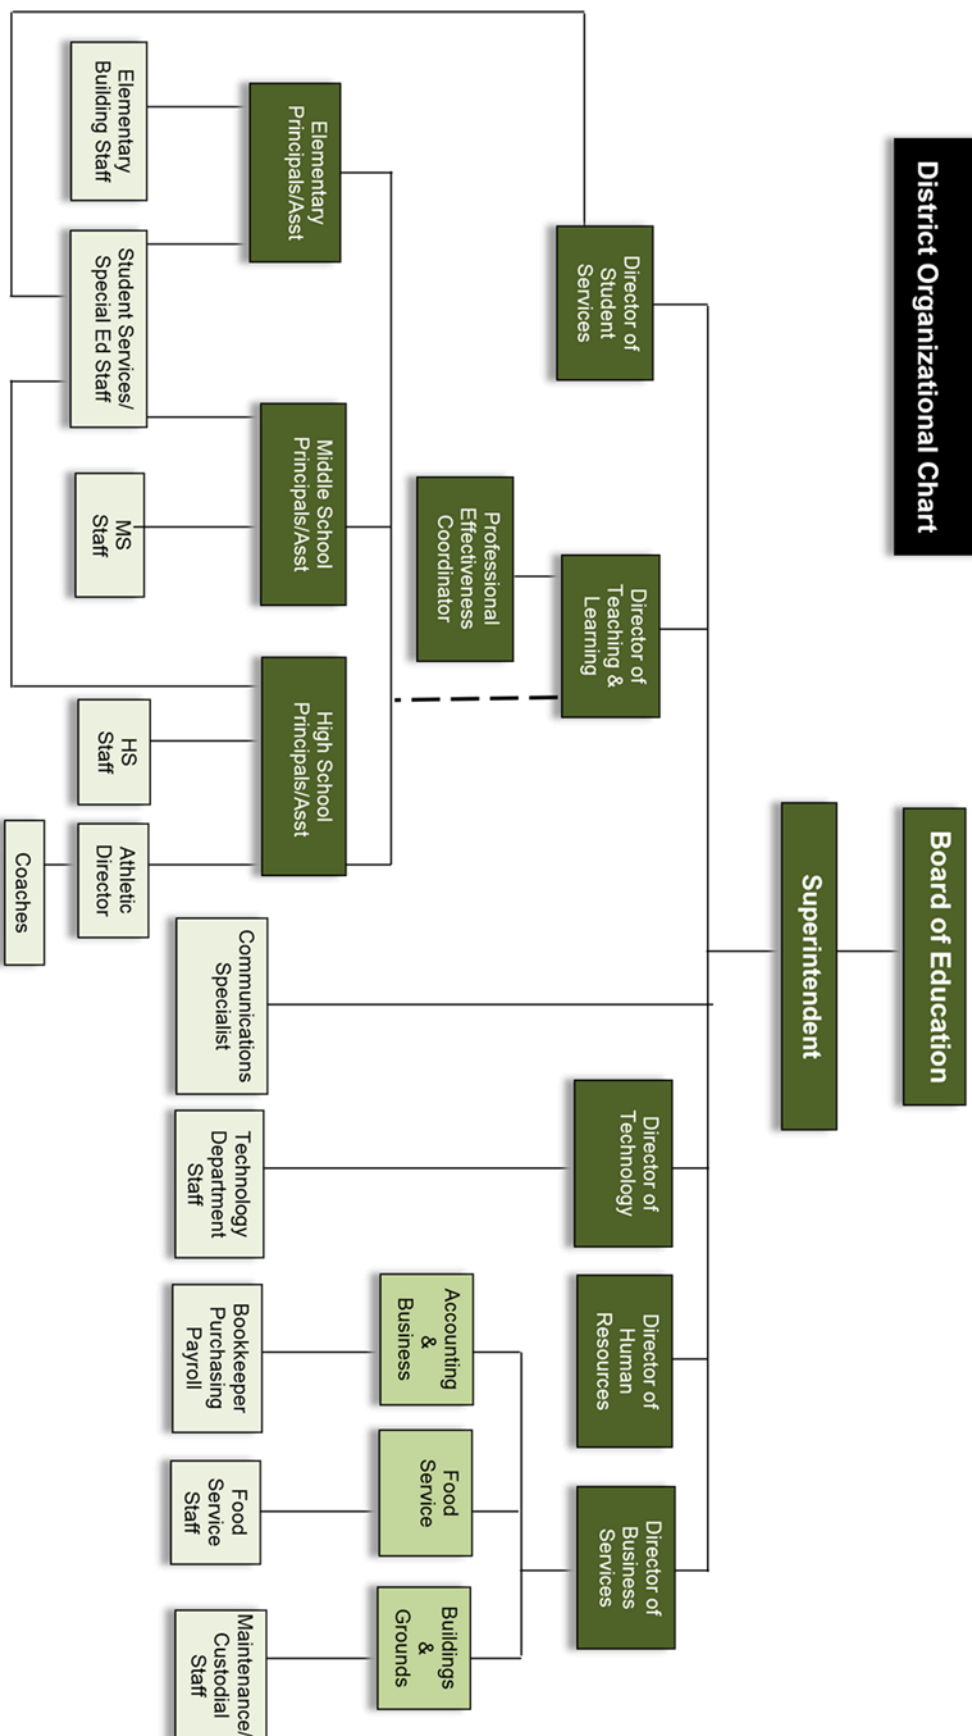 District Organizational Chart
Board of Education
Superintendent
Director of
Student
Services
Director of
Teaching &
Learning
Director of
Technology
Director of
Human
Resources
Director of
Business
Services
Professional
Effectiveness
Coordinator
Accounting
&
Business
Food
Service
Buildings
&
Grounds
Elementary
Principals/Asst
Middle School
Principals/Asst
High School
Principals/Asst
Communications
Specialist
Technology
Department
Staff
Bookkeeper
Purchasing
Payroll
Food
Service
Staff
Maintenance/
Custodial
Staff
Elementary
Building Staff
Student Services/
Special Ed Staff
MS
Staff
HS
Staff
Athletic
Director
Coaches